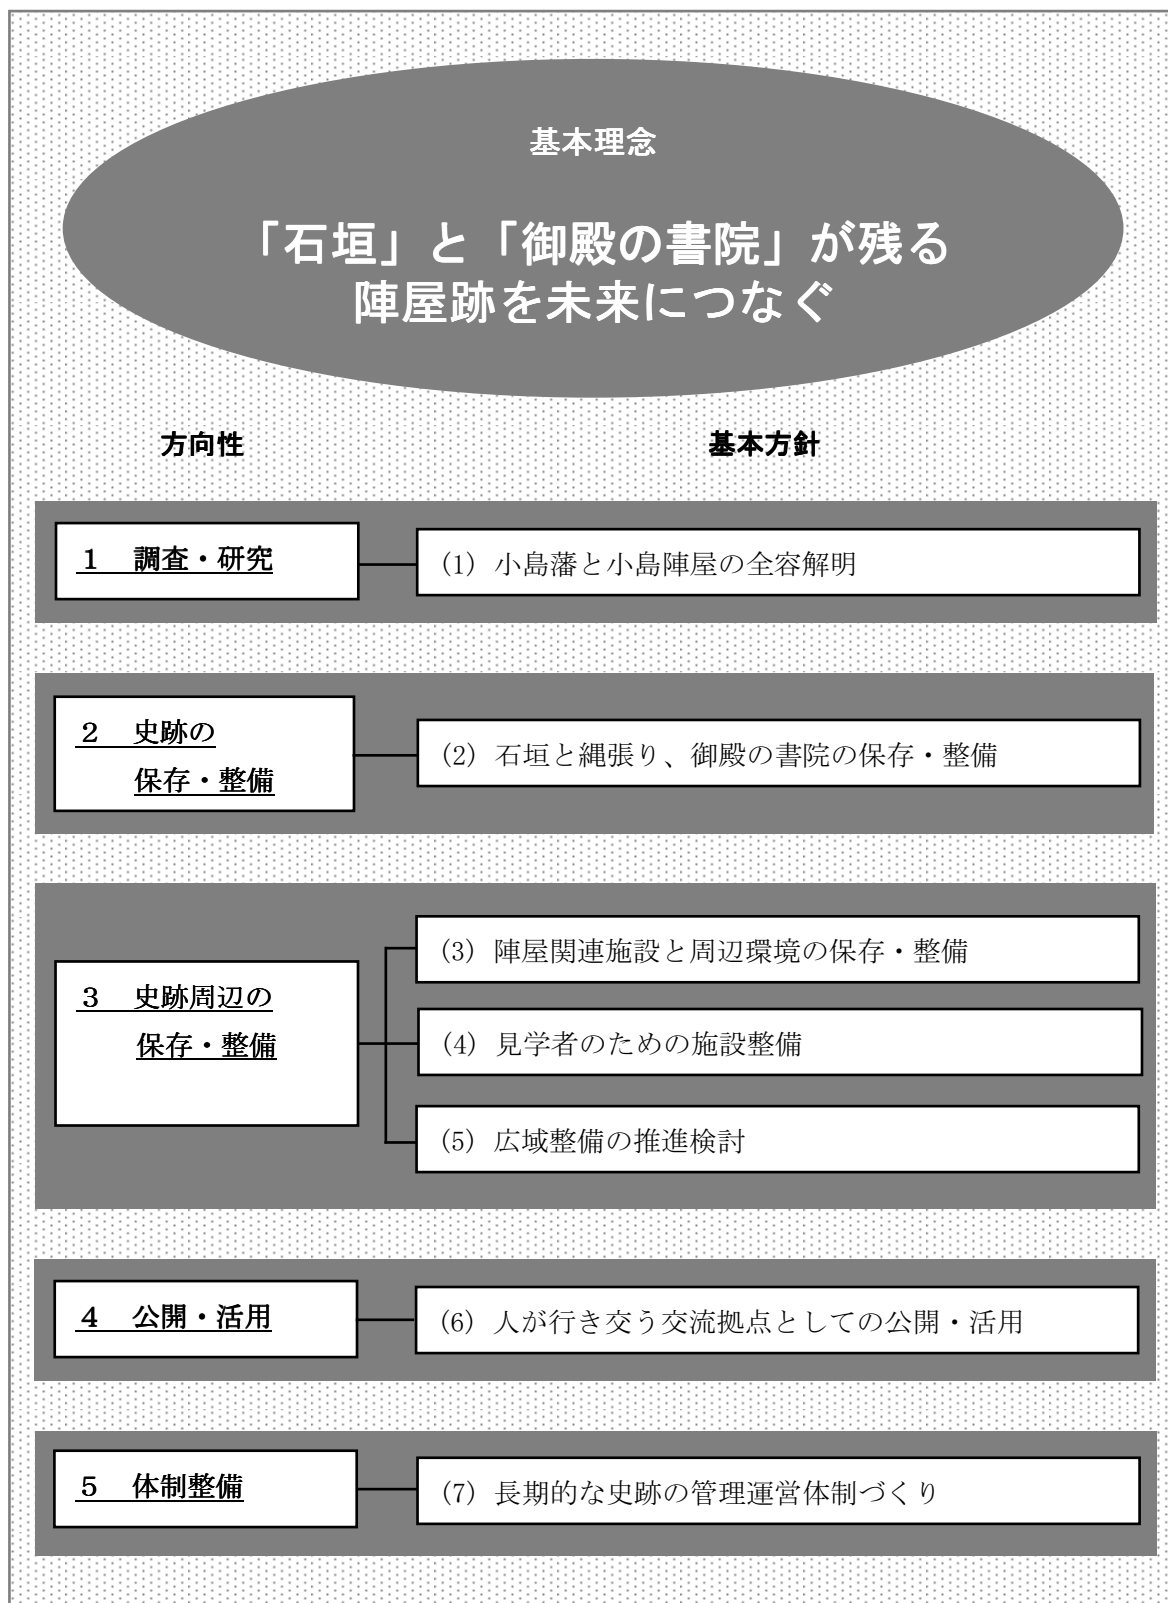 基本理念
「石垣」と「御殿の書院」が残る
陣屋跡を未来につなぐ
方向性
基本方針
1 調査・研究
(1) 小島藩と小島陣屋の全容解明
2 史跡の
保存・整備
(2) 石垣と縄張り、御殿の書院の保存・整備
3 史跡周辺の
保存・整備
(3) 陣屋関連施設と周辺環境の保存・整備
(4) 見学者のための施設整備
(5) 広域整備の推進検討
4 公開・活用
(6) 人が行き交う交流拠点としての公開・活用
5 体制整備
(7) 長期的な史跡の管理運営体制づくり